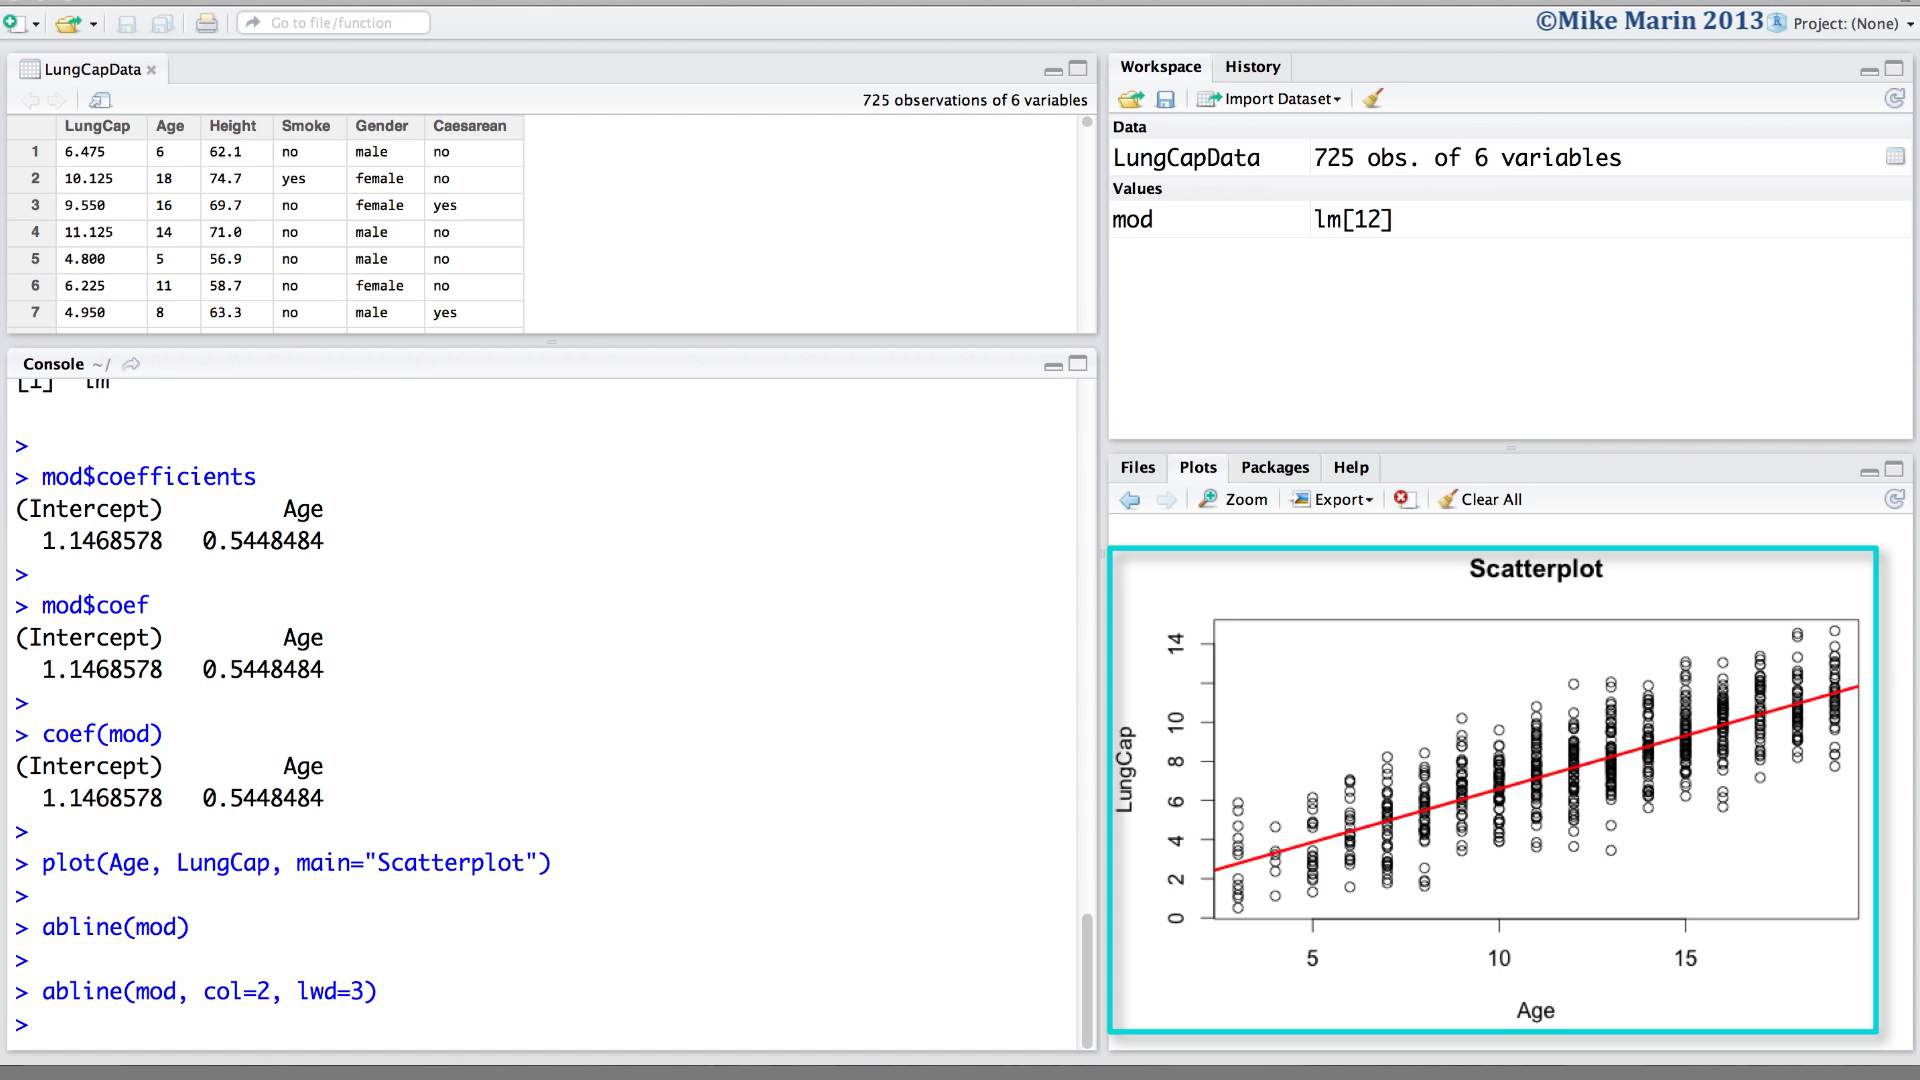 Go to file/function
©Mike Marin 2013 Project: (None)
LungCapData
725 observations of 6 variables
LungCap Age Height Smoke Gender Caesarean
1 6.475 6 62.1 no male no
2 10.125 18 74.7 yes female no
3 9.550 16 69.7 no female yes
4 11.125 14 71.0 no male no
5 4.800 5 56.9 no male no
6 6.225 11 58.7 no female no
7 4.950 8 63.3 no male yes
Console ~/
[1] lm
>
> mod$coefficients
(Intercept) Age
1.1468578 0.5448484
>
> mod$coef
(Intercept) Age
1.1468578 0.5448484
>
> coef(mod)
(Intercept) Age
1.1468578 0.5448484
>
> plot(Age, LungCap, main="Scatterplot")
>
> abline(mod)
>
> abline(mod, col=2, lwd=3)
>
Workspace History
Import Dataset
Data
LungCapData 725 obs. of 6 variables
Values
mod lm[12]
Files Plots Packages Help
Zoom Export Clear All
Scatterplot
LungCap
14
10
8
6
4
2
0
5 10 15
Age